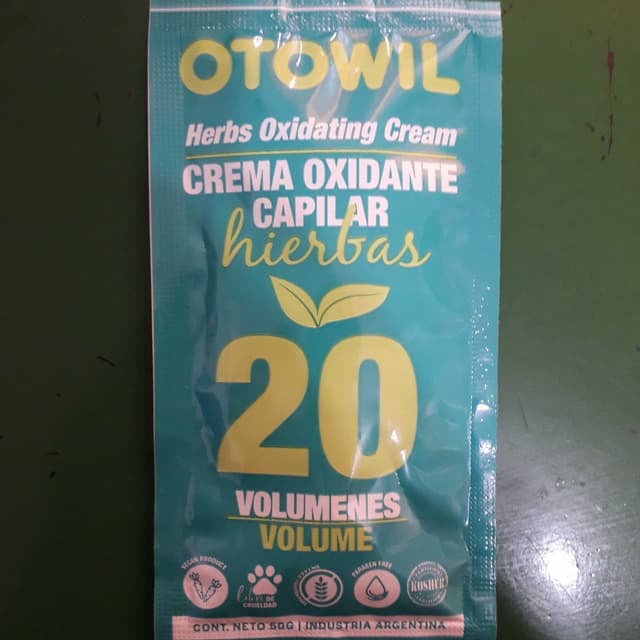 OTOWIL
Herbs Oxidating Cream
CREMA OXIDANTE
CAPILAR
hierbas
20
VOLUMENES
VOLUME
VEGAN PRODUCT
Libre DE
CRUELDAD
PARABEN FREE
KOSHER
CONT. NETO 50G | INDUSTRIA ARGENTINA